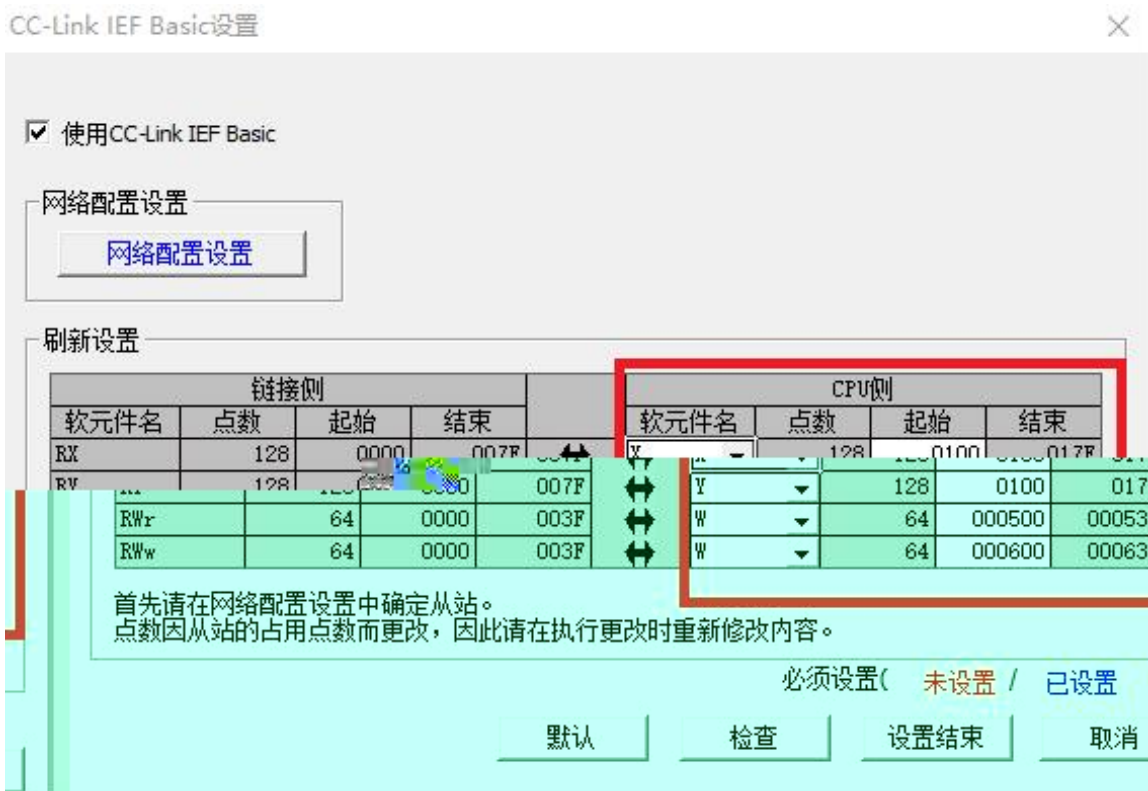 CC-Link IEF Basic设置
使用CC-Link IEF Basic
网络配置设置
网络配置设置
刷新设置
链接侧 CPU侧
软元件名 点数 起始 结束 软元件名 点数 起始 结束
RX 128 0000 007F X 128 0100 017F
RY 128 007F Y 128 0100 017
RWr 64 0000 003F W 64 000500 00053
RWw 64 0000 003F W 64 000600 00063
首先请在网络配置设置中确定从站。
点数因从站的占用点数而更改，因此请在执行更改时重新修改内容。
必须设置( 未设置 / 已设置
默认 检查 设置结束 取消